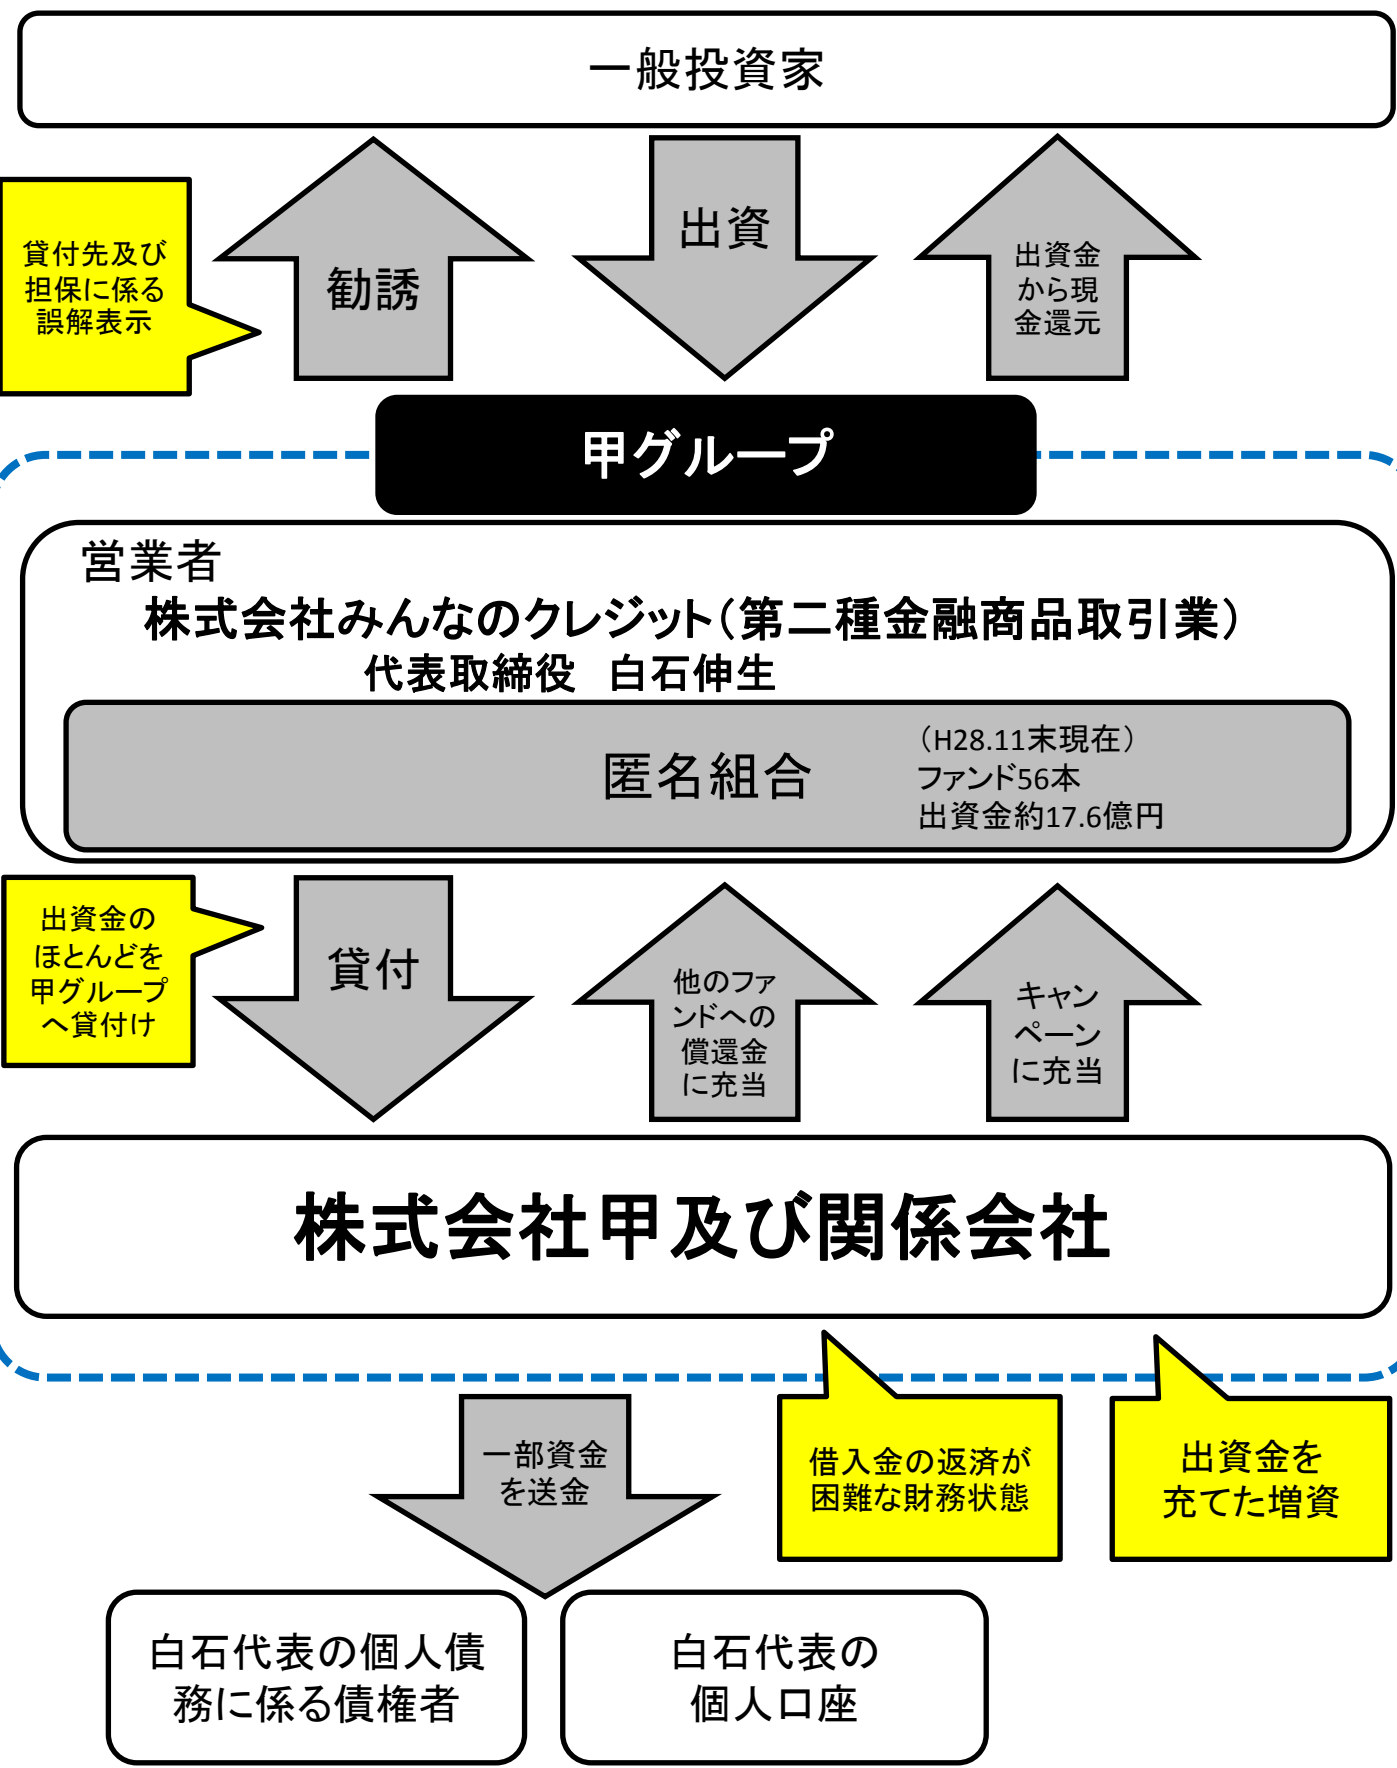 一般投資家
貸付先及び
担保に係る
誤解表示
勧誘
出資
出資金
から現
金還元
甲グループ
営業者
株式会社みんなのクレジット（第二種金融商品取引業）
代表取締役　白石伸生
匿名組合
（H28.11末現在）
ファンド56本
出資金約17.6億円
出資金の
ほとんどを
甲グループ
へ貸付け
貸付
他のファ
ンドへの
償還金
に充当
キャン
ペーン
に充当
株式会社甲及び関係会社
一部資金
を送金
借入金の返済が
困難な財務状態
出資金を
充てた増資
白石代表の個人債
務に係る債権者
白石代表の
個人口座